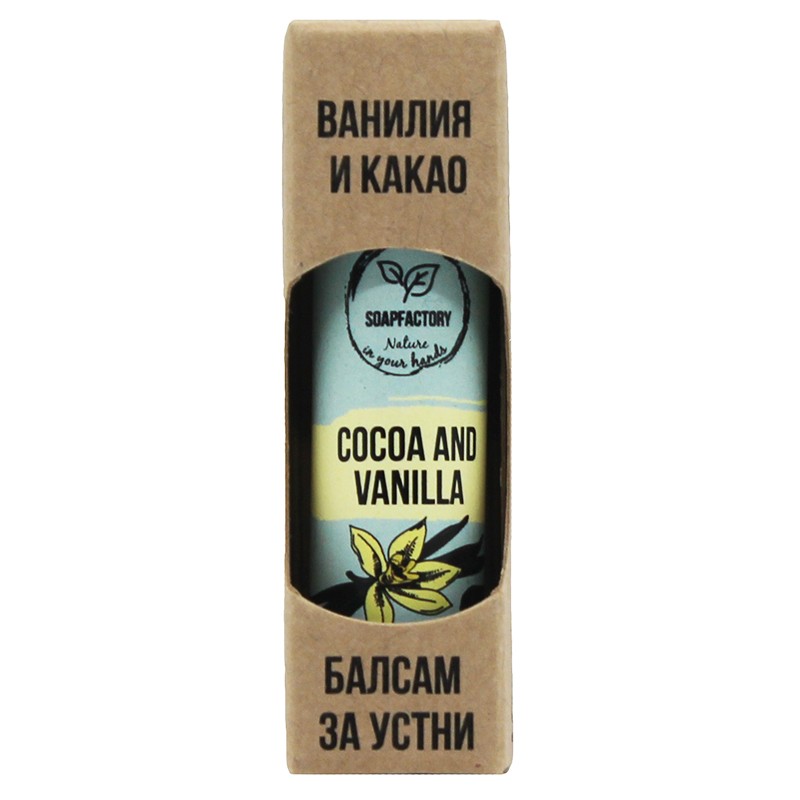 ВАНИЛИЯ
И КАКАО
SOAPFACTORY
Nature
in your hands
COCOA AND
VANILLA
БАЛСАМ
ЗА УСТНИ